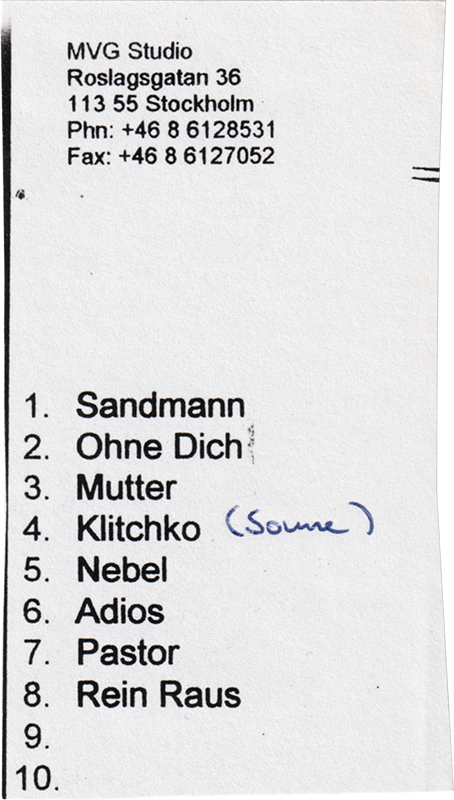 MVG Studio
Roslagsgatan 36
113 55 Stockholm
Phn: +46 8 6128531
Fax: +46 8 6127052
1. Sandmann
2. Ohne Dich
3. Mutter
4. Klitchko (Sonne)
5. Nebel
6. Adios
7. Pastor
8. Rein Raus
9.
10.